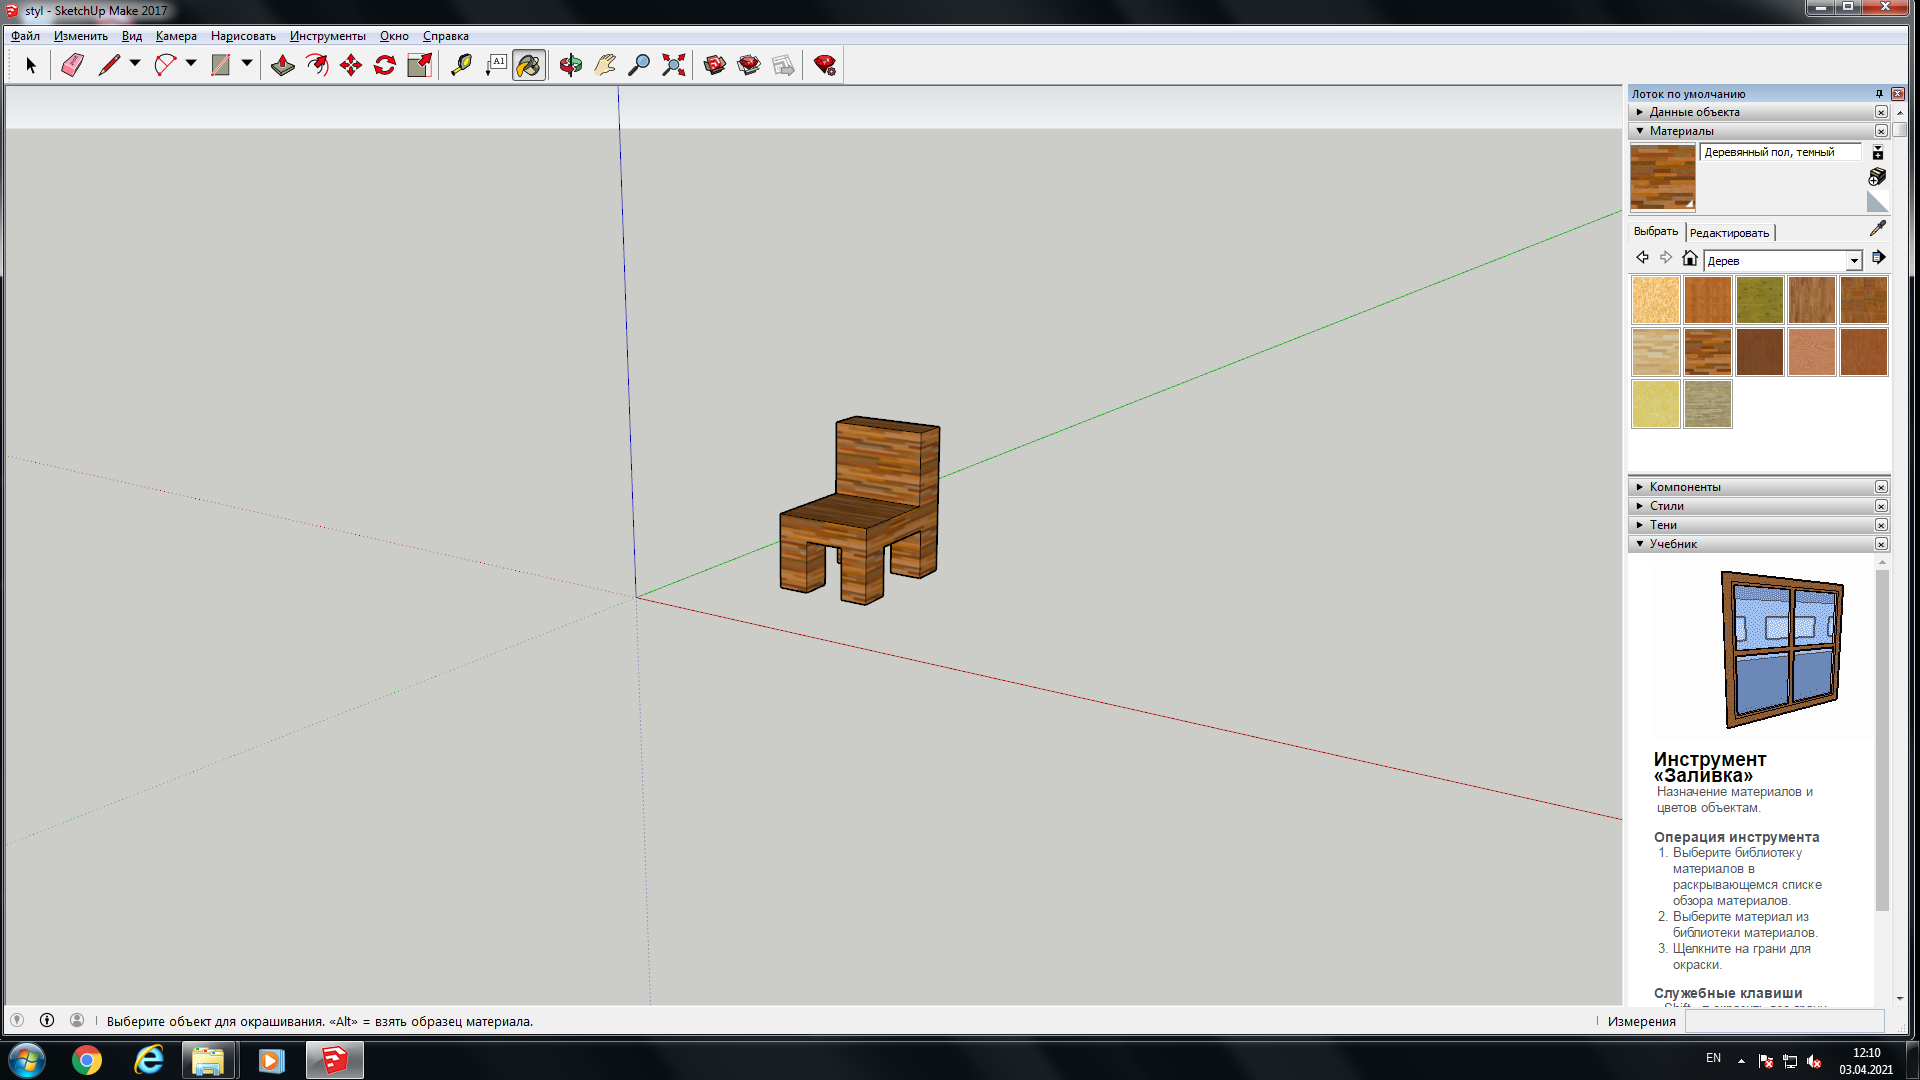 styl - SketchUp Make 2017
Файл Изменить Вид Камера Нарисовать Инструменты Окно Справка
A1
Лоток по умолчанию
Данные объекта
Материалы
Деревянный пол, темный
Выбрать Редактировать
Дерев
Компоненты
Стили
Тени
Учебник
Инструмент
«Заливка»
Назначение материалов и
цветов объектам.
Операция инструмента
1. Выберите библиотеку
материалов в
раскрывающемся списке
обзора материалов.
2. Выберите материал из
библиотеки материалов.
3. Щелкните на грани для
окраски.
Служебные клавиши
Выберите объект для окрашивания. «Alt» = взять образец материала.
Измерения
EN
12:10
03.04.2021